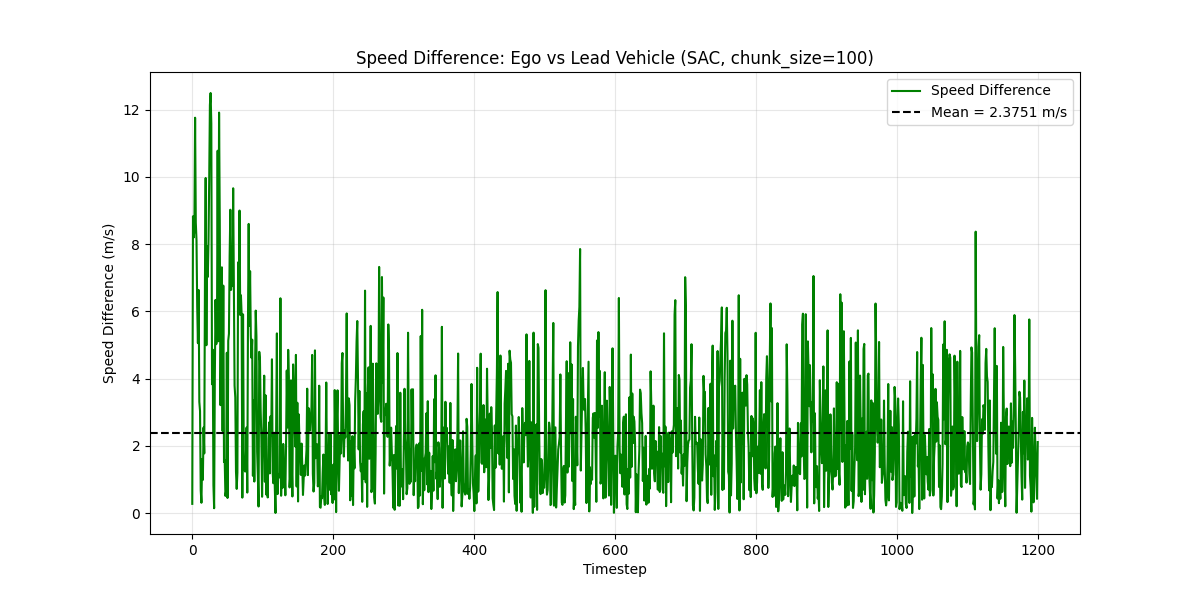 Speed Difference: Ego vs Lead Vehicle (SAC, chunk_size=100)
Speed Difference
Mean = 2.3751 m/s
Speed Difference (m/s)
12
10
8
6
4
2
0
0 200 400 600 800 1000 1200
Timestep